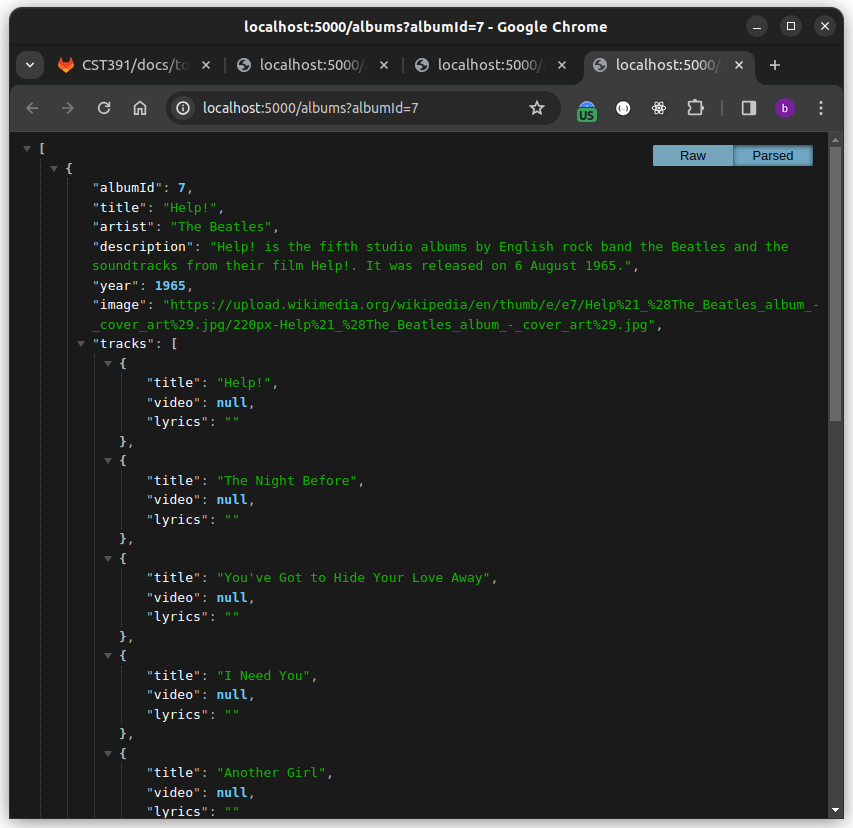 localhost:5000/albums?albumId=7 - Google Chrome
CST391/docs/to
localhost:5000/
localhost:5000/
localhost:5000/
localhost:5000/albums?albumId=7
US
b
Raw
Parsed
[
{
"albumId": 7,
"title": "Help!",
"artist": "The Beatles",
"description": "Help! is the fifth studio albums by English rock band the Beatles and the
soundtracks from their film Help!. It was released on 6 August 1965.",
"year": 1965,
"image": "https://upload.wikimedia.org/wikipedia/en/thumb/e/e7/Help%21_%28The_Beatles_album_-
_cover_art%29.jpg/220px-Help%21_%28The_Beatles_album_-_cover_art%29.jpg",
"tracks": [
{
"title": "Help!",
"video": null,
"lyrics": ""
},
{
"title": "The Night Before",
"video": null,
"lyrics": ""
},
{
"title": "You've Got to Hide Your Love Away",
"video": null,
"lyrics": ""
},
{
"title": "I Need You",
"video": null,
"lyrics": ""
},
{
"title": "Another Girl",
"video": null,
"lyrics": ""